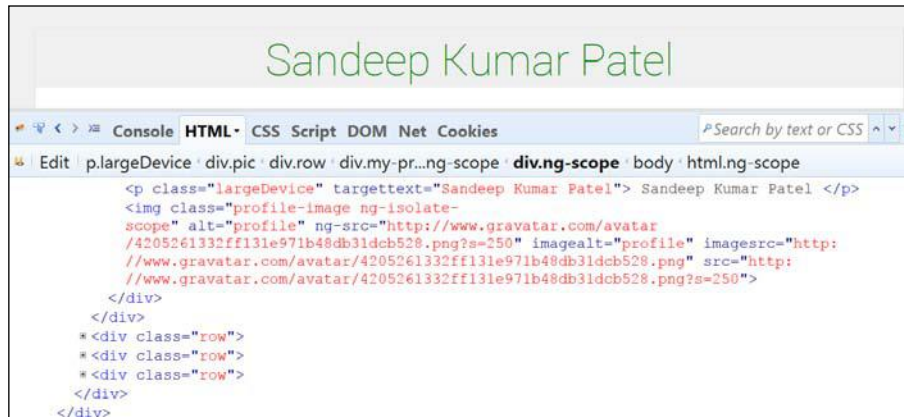 Sandeep Kumar Patel
Console HTML CSS Script DOM Net Cookies Search by text or CSS
Edit p.largeDevice div.pic div.row div.my-pr...ng-scope div.ng-scope body html.ng-scope
<p class="largeDevice" targettext="Sandeep Kumar Patel"> Sandeep Kumar Patel </p>
<img class="profile-image ng-isolate-
scope" alt="profile" ng-src="http://www.gravatar.com/avatar
/4205261332ff131e971b48db31dcb528.png?s=250" imagealt="profile" imagesrc="http:
//www.gravatar.com/avatar/4205261332ff131e971b48db31dcb528.png" src="http:
//www.gravatar.com/avatar/4205261332ff131e971b48db31dcb528.png?s=250">
</div>
</div>
<div class="row">
<div class="row">
<div class="row">
</div>
</div>